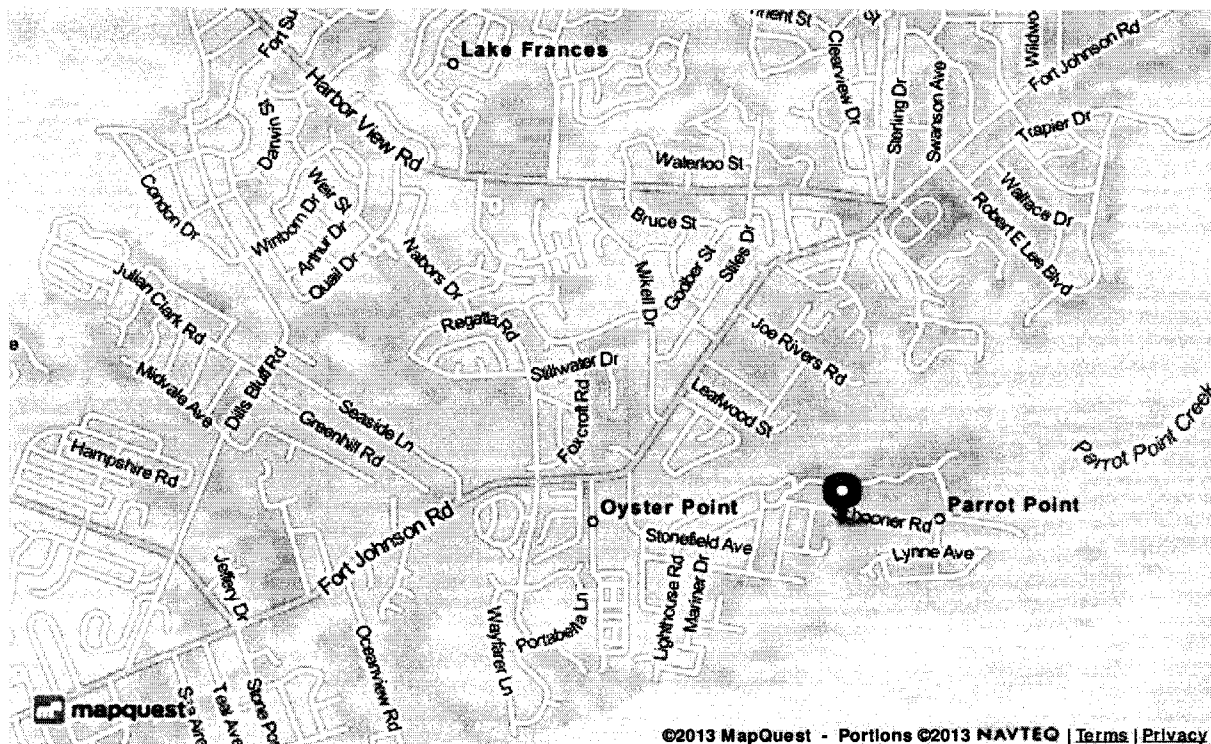 Lake Frances
Harbor View Rd
Darwin St
Clearview Dr
Sterling Dr
Swanson Ave
Fort Johnson Rd
Trapier Dr
Waterloo St
Condon Dr
Weir St
Winborn Dr
Arthur Dr
Quail Dr
Nabors Dr
Bruce St
Godber St
Stiles Dr
Mikell Dr
Wallace Dr
Robert E Lee Blvd
Julian Clark Rd
Regatta Rd
Stillwater Dr
Joe Rivers Rd
Midvale Ave
Dills Bluff Rd
Seaside Ln
Greenhill Rd
Foxcroft Rd
Leafwood St
Parrot Point Creek
Hampshire Rd
Oyster Point
Parrot Point
hooner Rd
Fort Johnson Rd
Stonefield Ave
Lynne Ave
Jeffery Dr
Lighthouse Rd
Mariner Dr
Wayfarer Ln
Portabella Ln
Oceanview Rd
Teal Ave
Stone Po
mapquest
©2013 MapQuest - Portions ©2013 NAVTEQ | Terms | Privacy